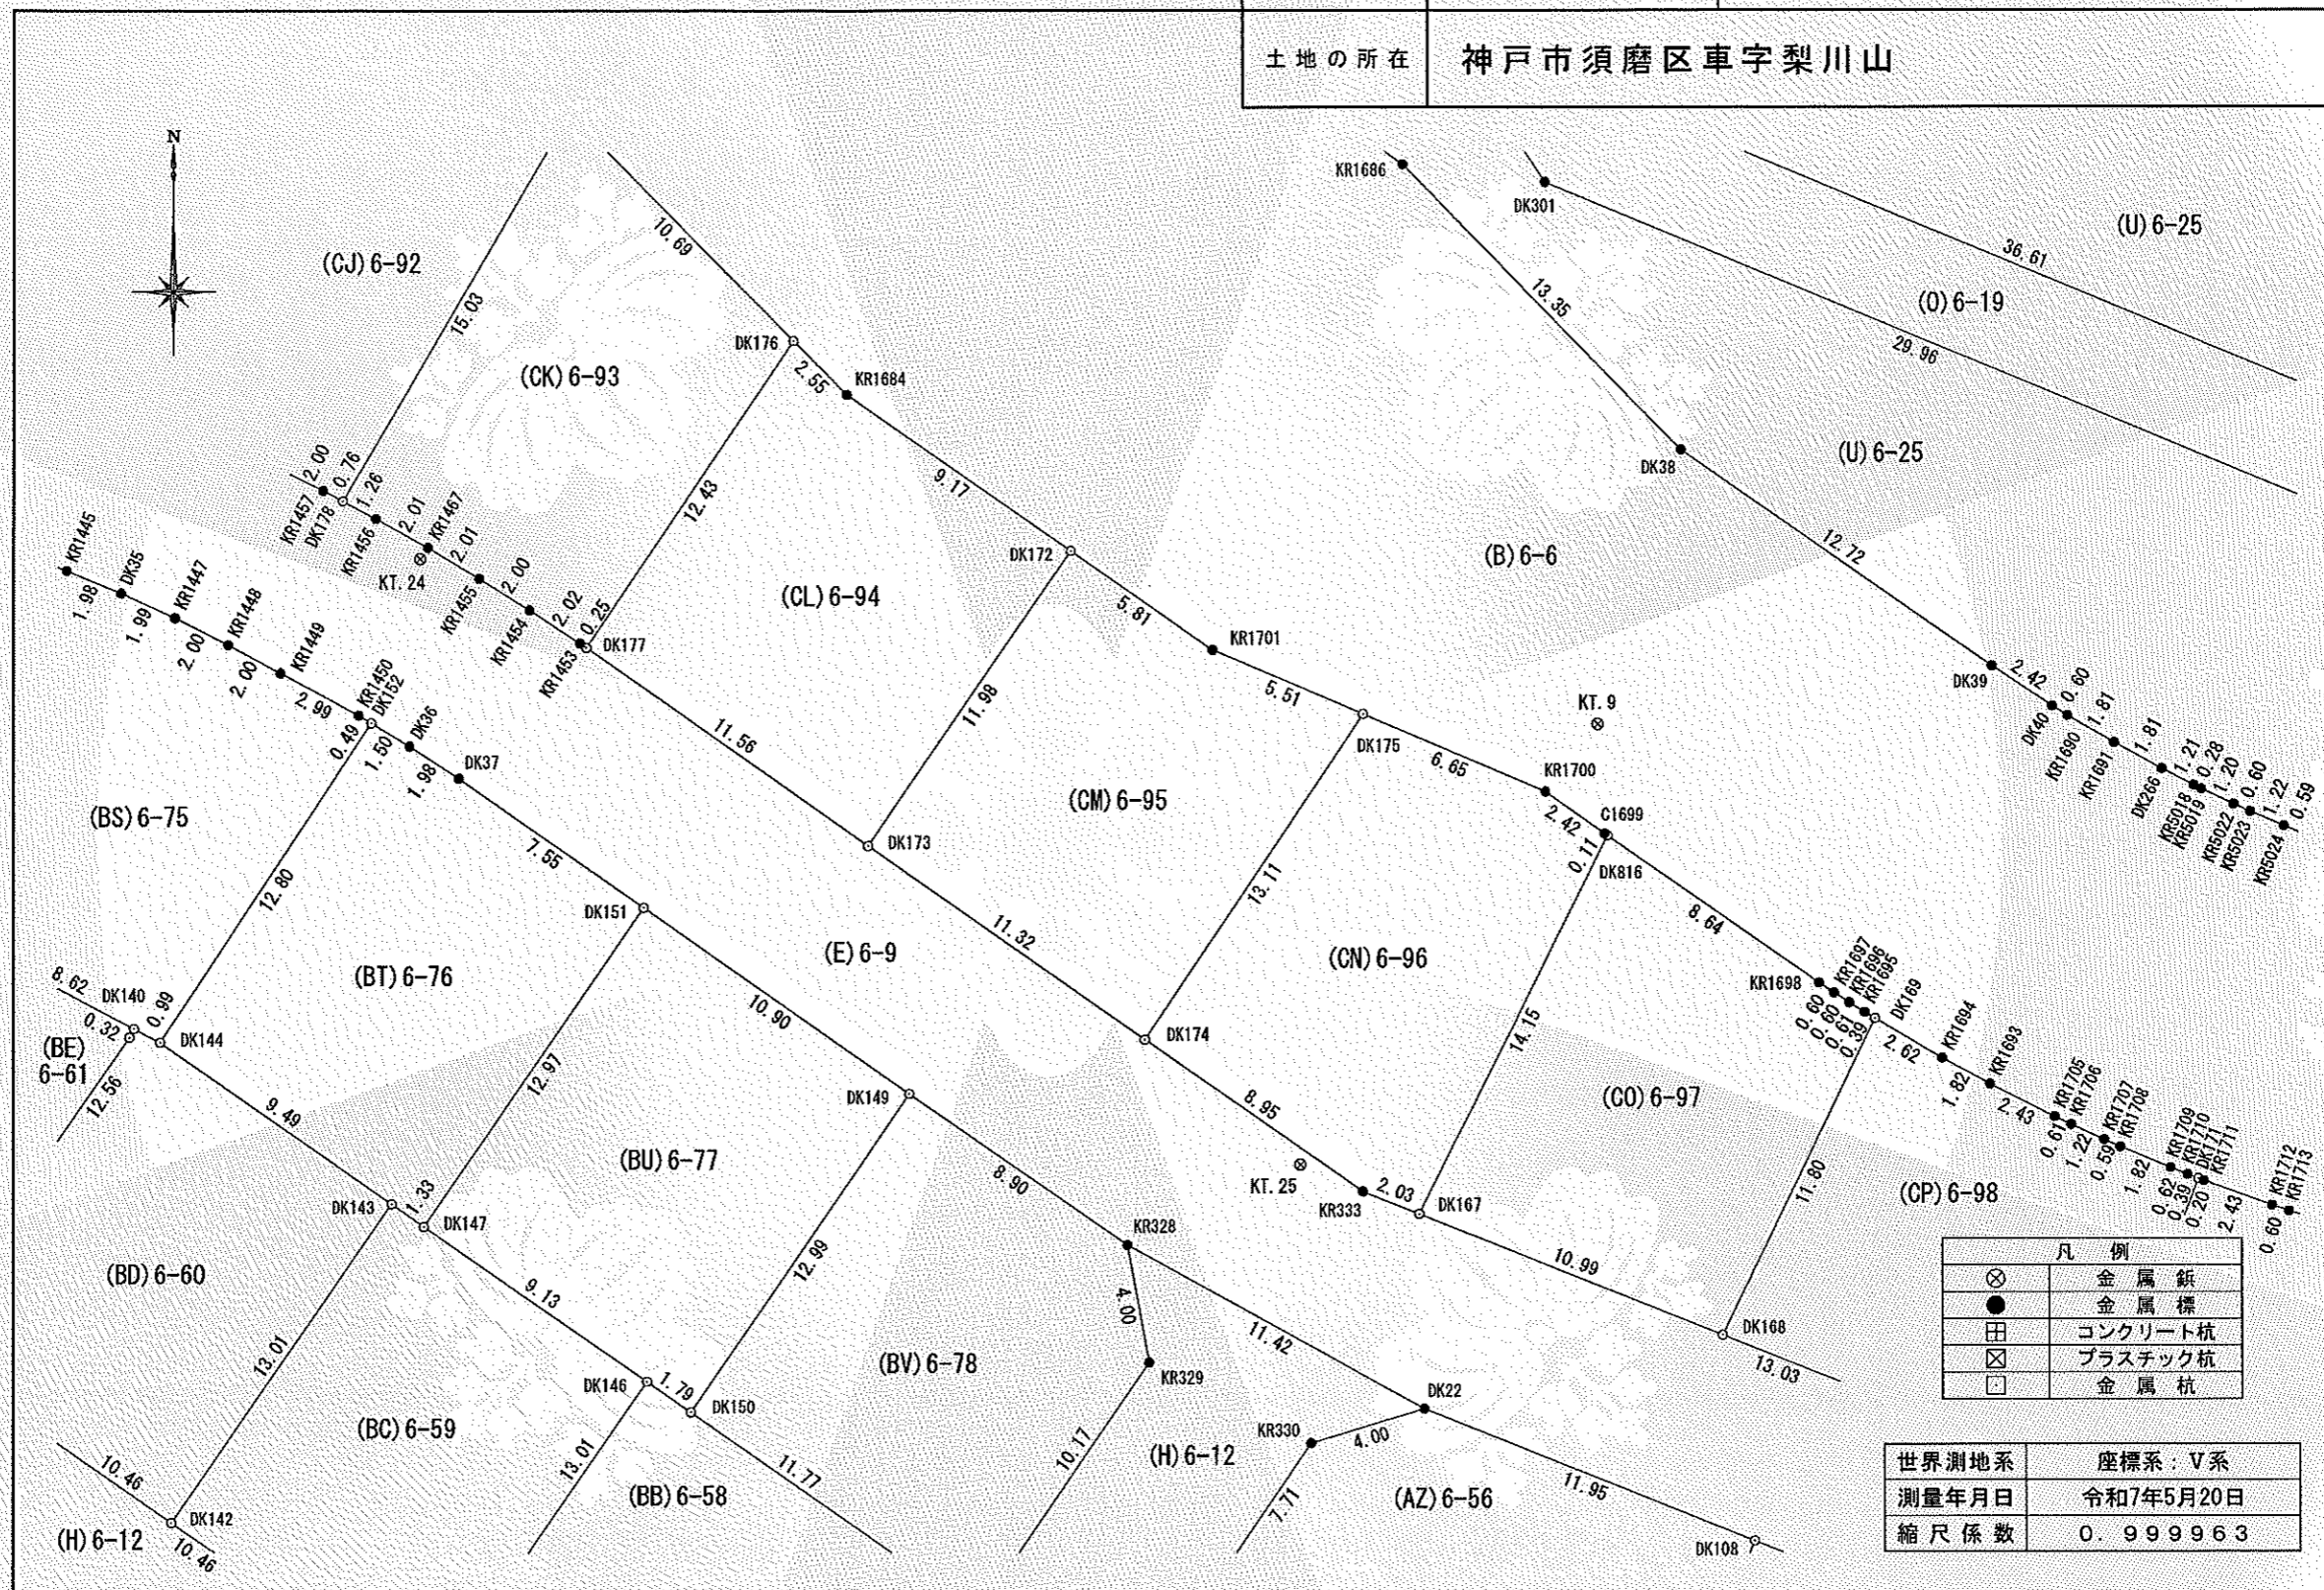 土地の所在 神戸市須磨区車字梨川山
N
KR1686
DK301
(U)6-25
10.69
36.61
(CJ)6-92
15.03
13.35
(O)6-19
DK176
29.96
(CK)6-93
2.55
KR1684
DK38
(U)6-25
2.00
0.76
1.26
KR1457
DK178
KR1456
2.01
KR1467
2.01
KT.24
KR1455
2.00
KR1454
2.02
0.25
KR1453
DK177
12.43
9.17
12.72
DK172
(B)6-6
KR1445
DK35
KR1447
KR1448
KR1449
KR1450
DK152
DK36
DK37
1.98
1.99
2.00
2.00
2.99
0.49
1.50
1.98
(CL)6-94
5.81
KR1701
5.51
11.98
11.56
DK39
2.42
0.60
1.81
1.81
1.21
0.28
1.20
0.60
1.22
0.59
DK40
KR1690
KR1691
DK266
KR5018
KR5019
KR5022
KR5023
KR5024
KT.9
DK175
6.65
KR1700
C1699
2.42
0.11
DK816
(BS)6-75
(CM)6-95
7.55
DK173
12.80
13.11
DK151
8.64
11.32
(E)6-9
(CN)6-96
(BT)6-76
8.62
DK140
0.99
0.32
DK144
(BE)
6-61
12.56
10.90
KR1698
KR1697
KR1696
KR1695
DK169
0.60
0.60
0.61
0.39
2.62
KR1694
1.82
KR1693
2.43
KR1705
KR1706
0.61
1.22
KR1707
KR1708
0.59
1.82
KR1709
KR1710
DK171
KR1711
0.62
0.39
0.20
2.43
KR1712
KR1713
0.60
DK174
14.15
12.97
DK149
9.49
8.95
(CO)6-97
(BU)6-77
8.90
KT.25
11.80
DK143
1.33
DK147
KR333
2.03
DK167
(CP)6-98
KR328
12.99
10.99
(BD)6-60
9.13
4.00
11.42
DK168
13.03
13.01
(BV)6-78
KR329
DK146
1.79
DK150
DK22
(BC)6-59
KR330
4.00
10.17
(H)6-12
13.01
11.77
10.46
(BB)6-58
7.71
(AZ)6-56
11.95
DK142
(H)6-12
10.46
DK108
凡例
金属鋲
金属標
コンクリート杭
プラスチック杭
金属杭
世界測地系 座標系:Ⅴ系
測量年月日 令和7年5月20日
縮尺係数 0.999963